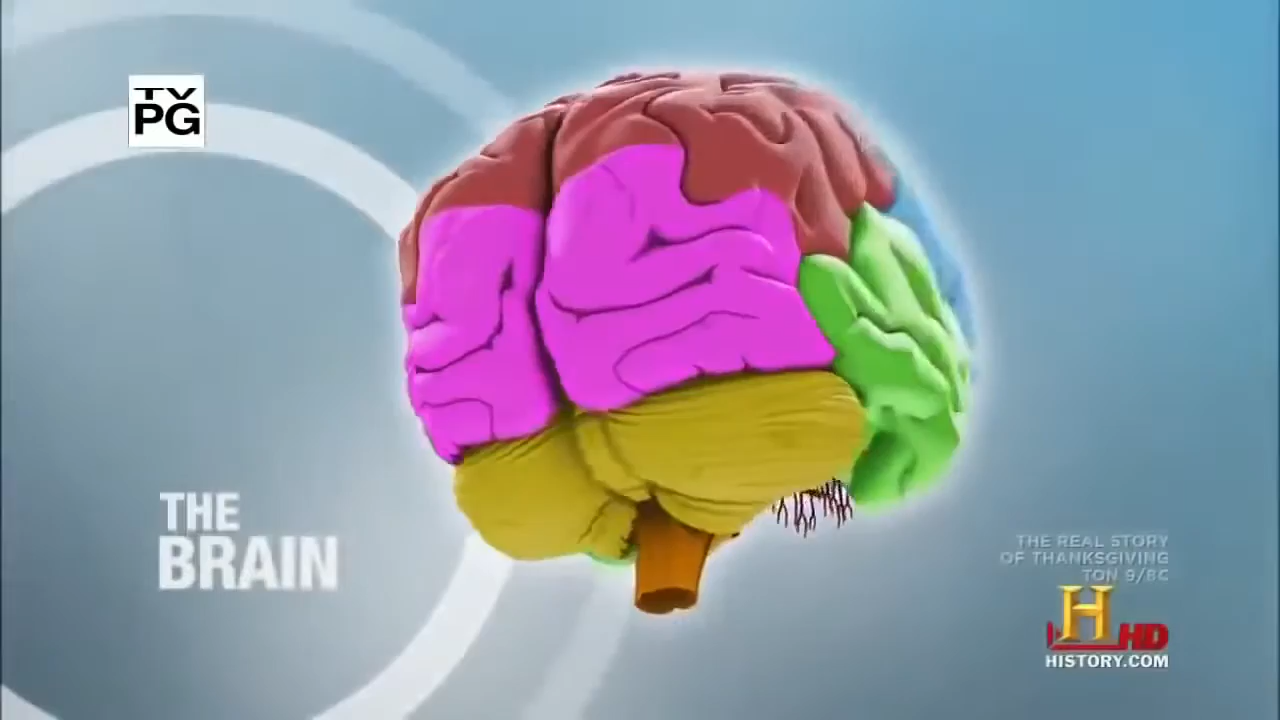 TV
PG
THE
BRAIN
THE REAL STORY
OF THANKSGIVING
TON 9/8C
H HD
HISTORY.COM